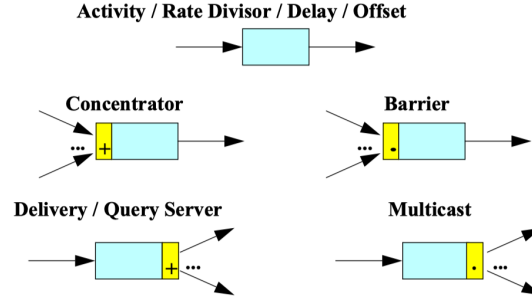 Activity / Rate Divisor / Delay / Offset
Concentrator
Barrier
... +
... .
Delivery / Query Server
Multicast
+ ...
. ...